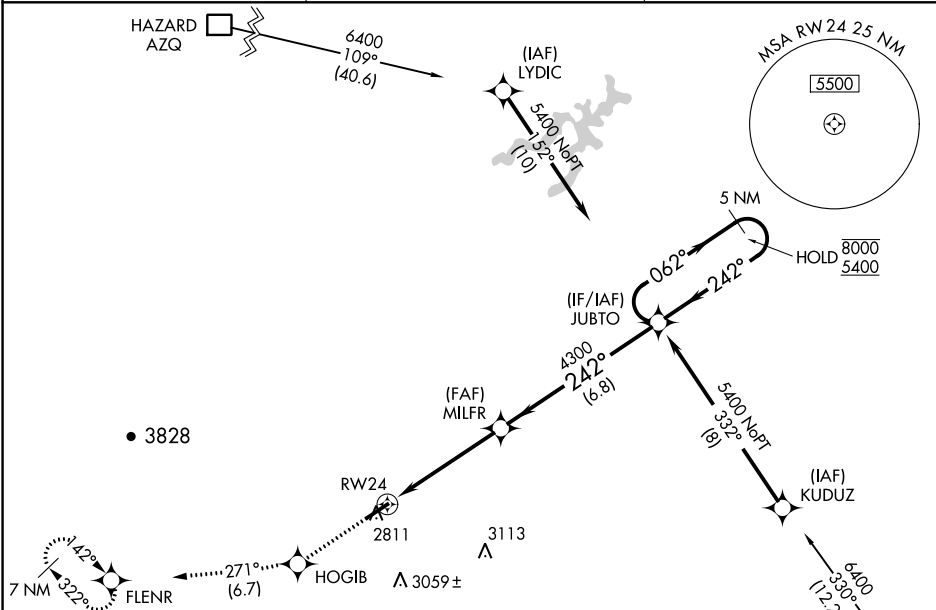 HAZARD
AZQ
6400
109°
(40.6)
(IAF)
LYDIC
5400 NoPT
152°
(10)
MSA RW24 25 NM
5500
5 NM
HOLD
8000
5400
062°
242°
(IF/IAF)
JUBTO
4300
242°
(6.8)
(FAF)
MILFR
5400 NoPT
332°
(8)
3828
(IAF)
KUDUZ
RW24
2811
3113
6400
330°
142°
322°
7 NM
FLENR
271°
(6.7)
HOGIB
3059±